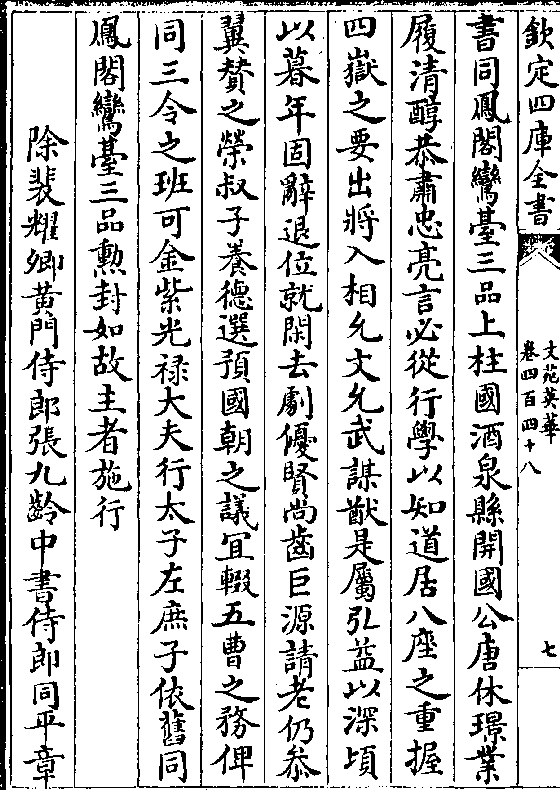 欽定四庫全書
文苑英華
卷四百四十八
七
書同鳳閣鸞臺三品上柱國酒泉縣開國公唐休璟業
履清醇恭肅忠亮言必從行學以知道居八座之重握
四嶽之要出將入相允文允武謀猷是屬引益以深頃
以暮年固辭退位就閑去劇優賢尚齒巨源請老仍叅
翼賛之榮叔子養德選預國朝之議冝輟五曹之務俾
同三令之班可金紫光禄大夫行太子左庶子依舊同
鳳閣鸞臺三品勲封如故主者施行
除裴耀卿黄門侍郎張九齡中書侍郎同平章